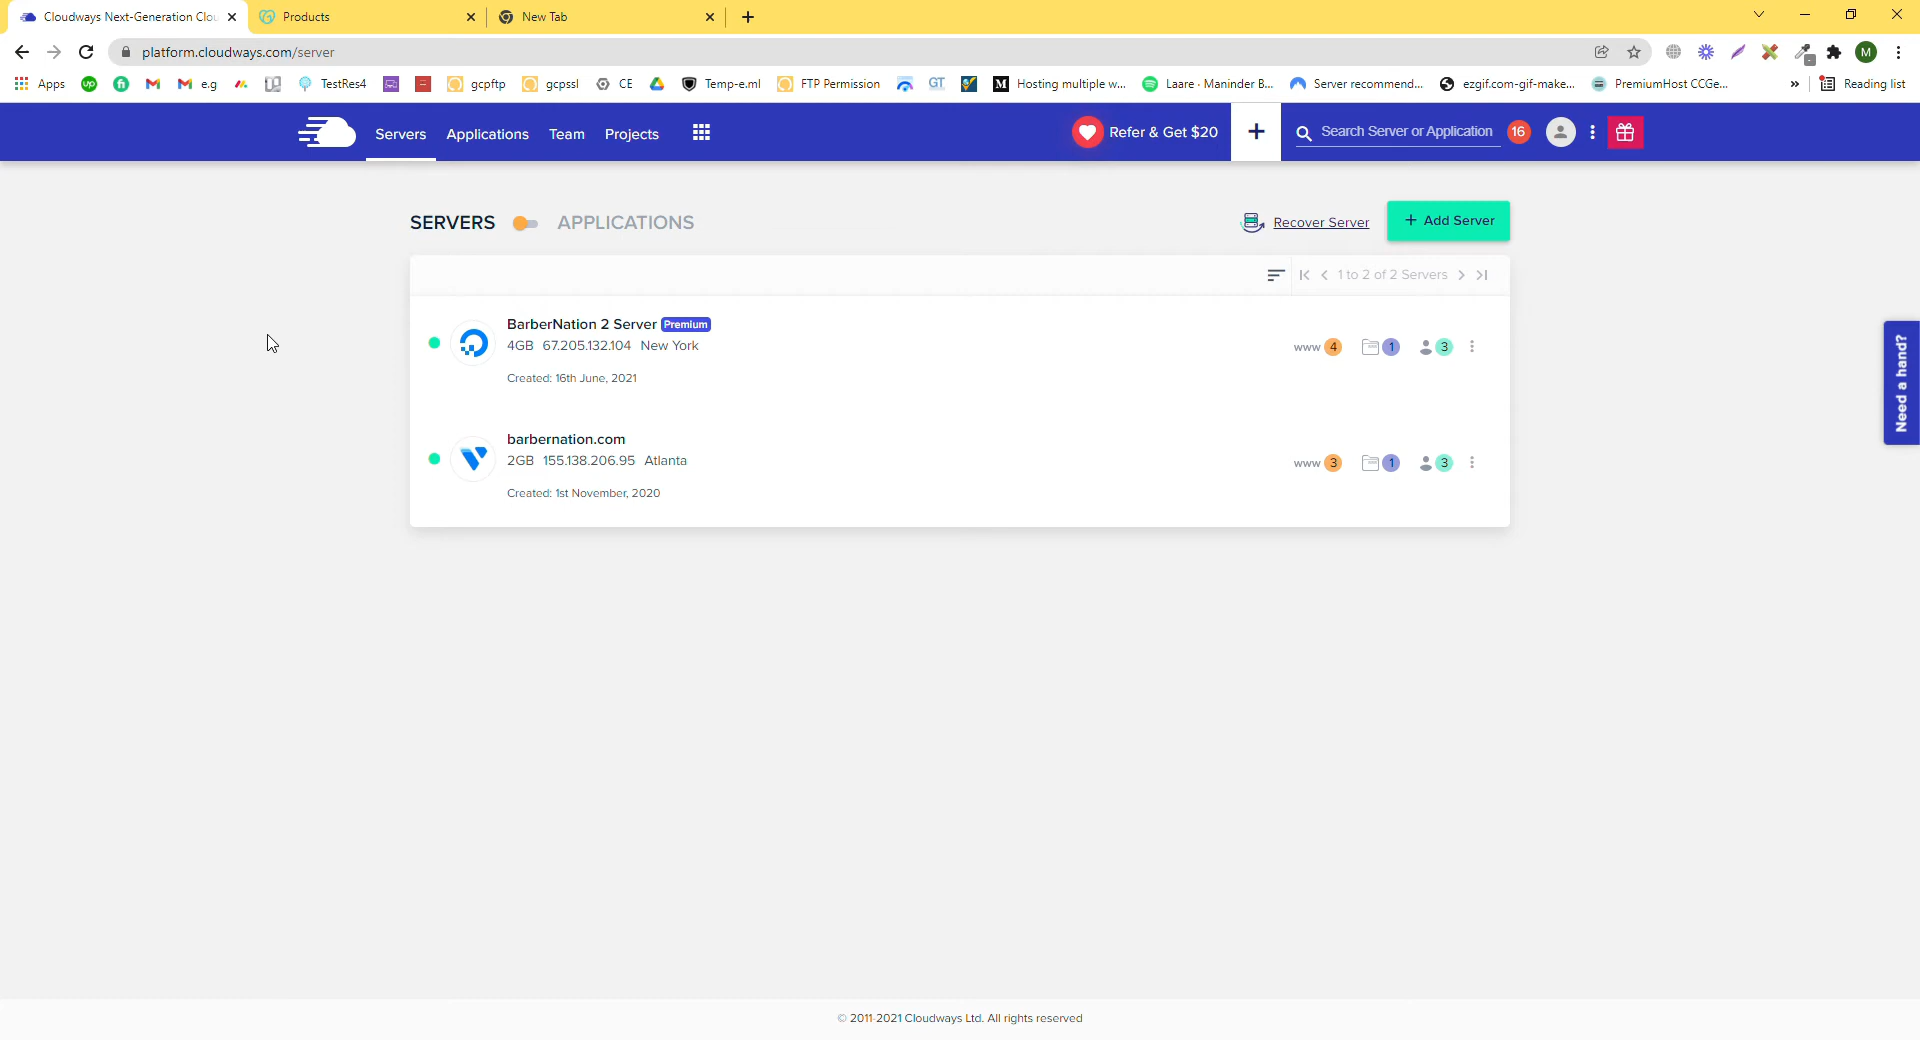 Cloudways Next-Generation Clou
Products
New Tab
platform.cloudways.com/server
Apps
up
e.g
TestRes4
gcpftp
gcpssl
CE
Temp-e.ml
FTP Permission
GT
M Hosting multiple w...
Laare · Maninder B...
Server recommend...
ezgif.com-gif-make...
PremiumHost CCGe...
»
Reading list
M
Servers
Applications
Team
Projects
Refer & Get $20
+
Search Server or Application
16
SERVERS
APPLICATIONS
Recover Server
+ Add Server
1 to 2 of 2 Servers
BarberNation 2 Server Premium
4GB 67.205.132.104 New York
Created: 16th June, 2021
www 4
1
3
barbernation.com
2GB 155.138.206.95 Atlanta
Created: 1st November, 2020
www 3
1
3
Need a hand?
© 2011-2021 Cloudways Ltd. All rights reserved